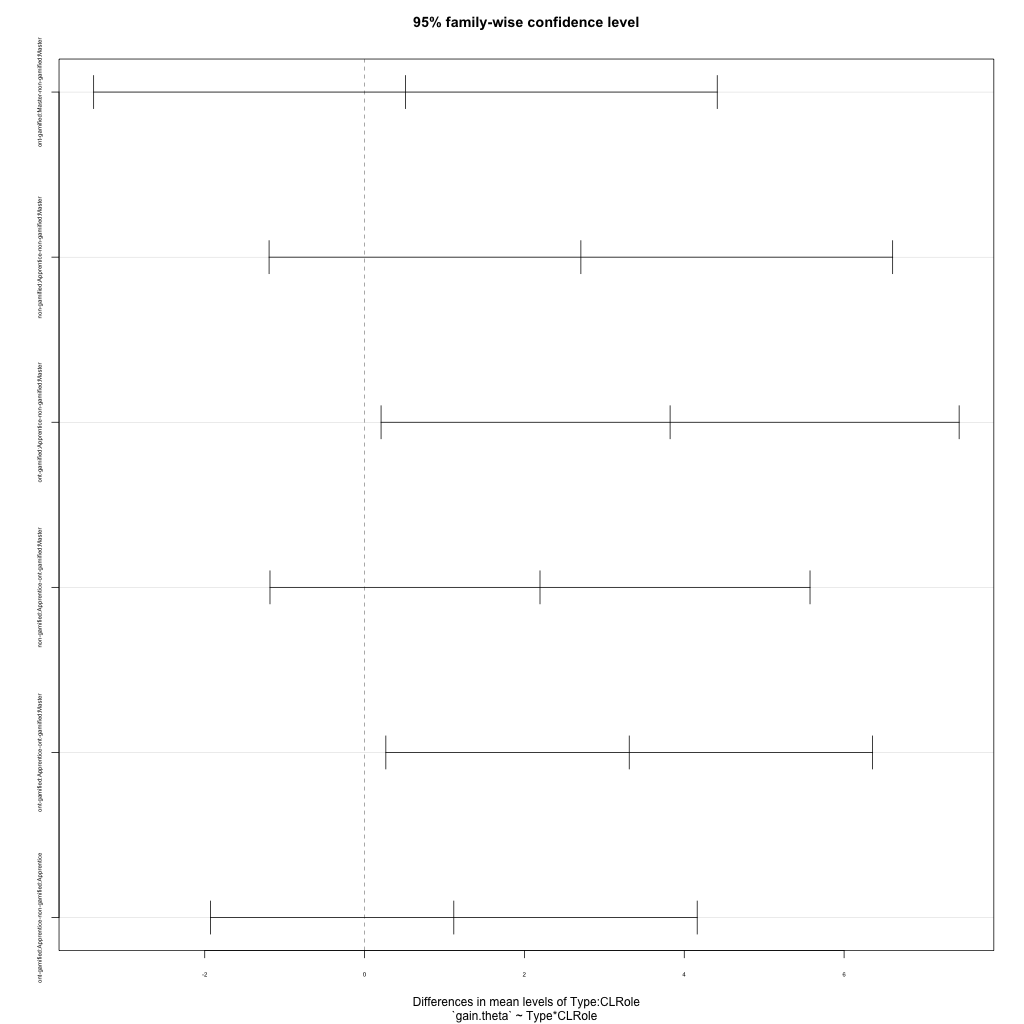 95% family-wise confidence level
ont-gamified:Master-non-gamified:Master
non-gamified:Apprentice-non-gamified:Master
ont-gamified:Apprentice-non-gamified:Master
non-gamified:Apprentice-ont-gamified:Master
ont-gamified:Apprentice-ont-gamified:Master
ont-gamified:Apprentice-non-gamified:Apprentice
-2 0 2 4 6
Differences in mean levels of Type:CLRole
`gain.theta` ~ Type*CLRole